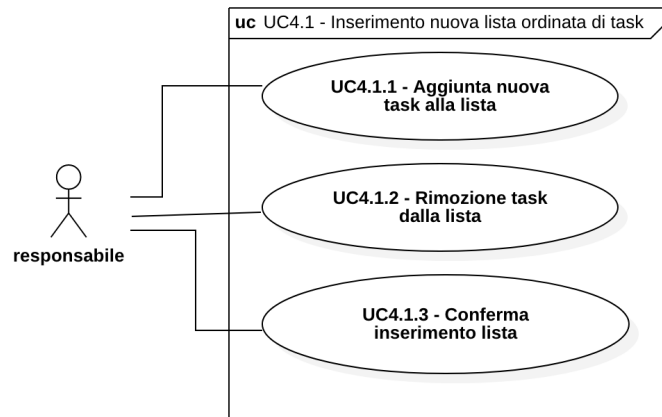 uc UC4.1 - Inserimento nuova lista ordinata di task
UC4.1.1 - Aggiunta nuova
task alla lista
UC4.1.2 - Rimozione task
dalla lista
responsabile
UC4.1.3 - Conferma
inserimento lista